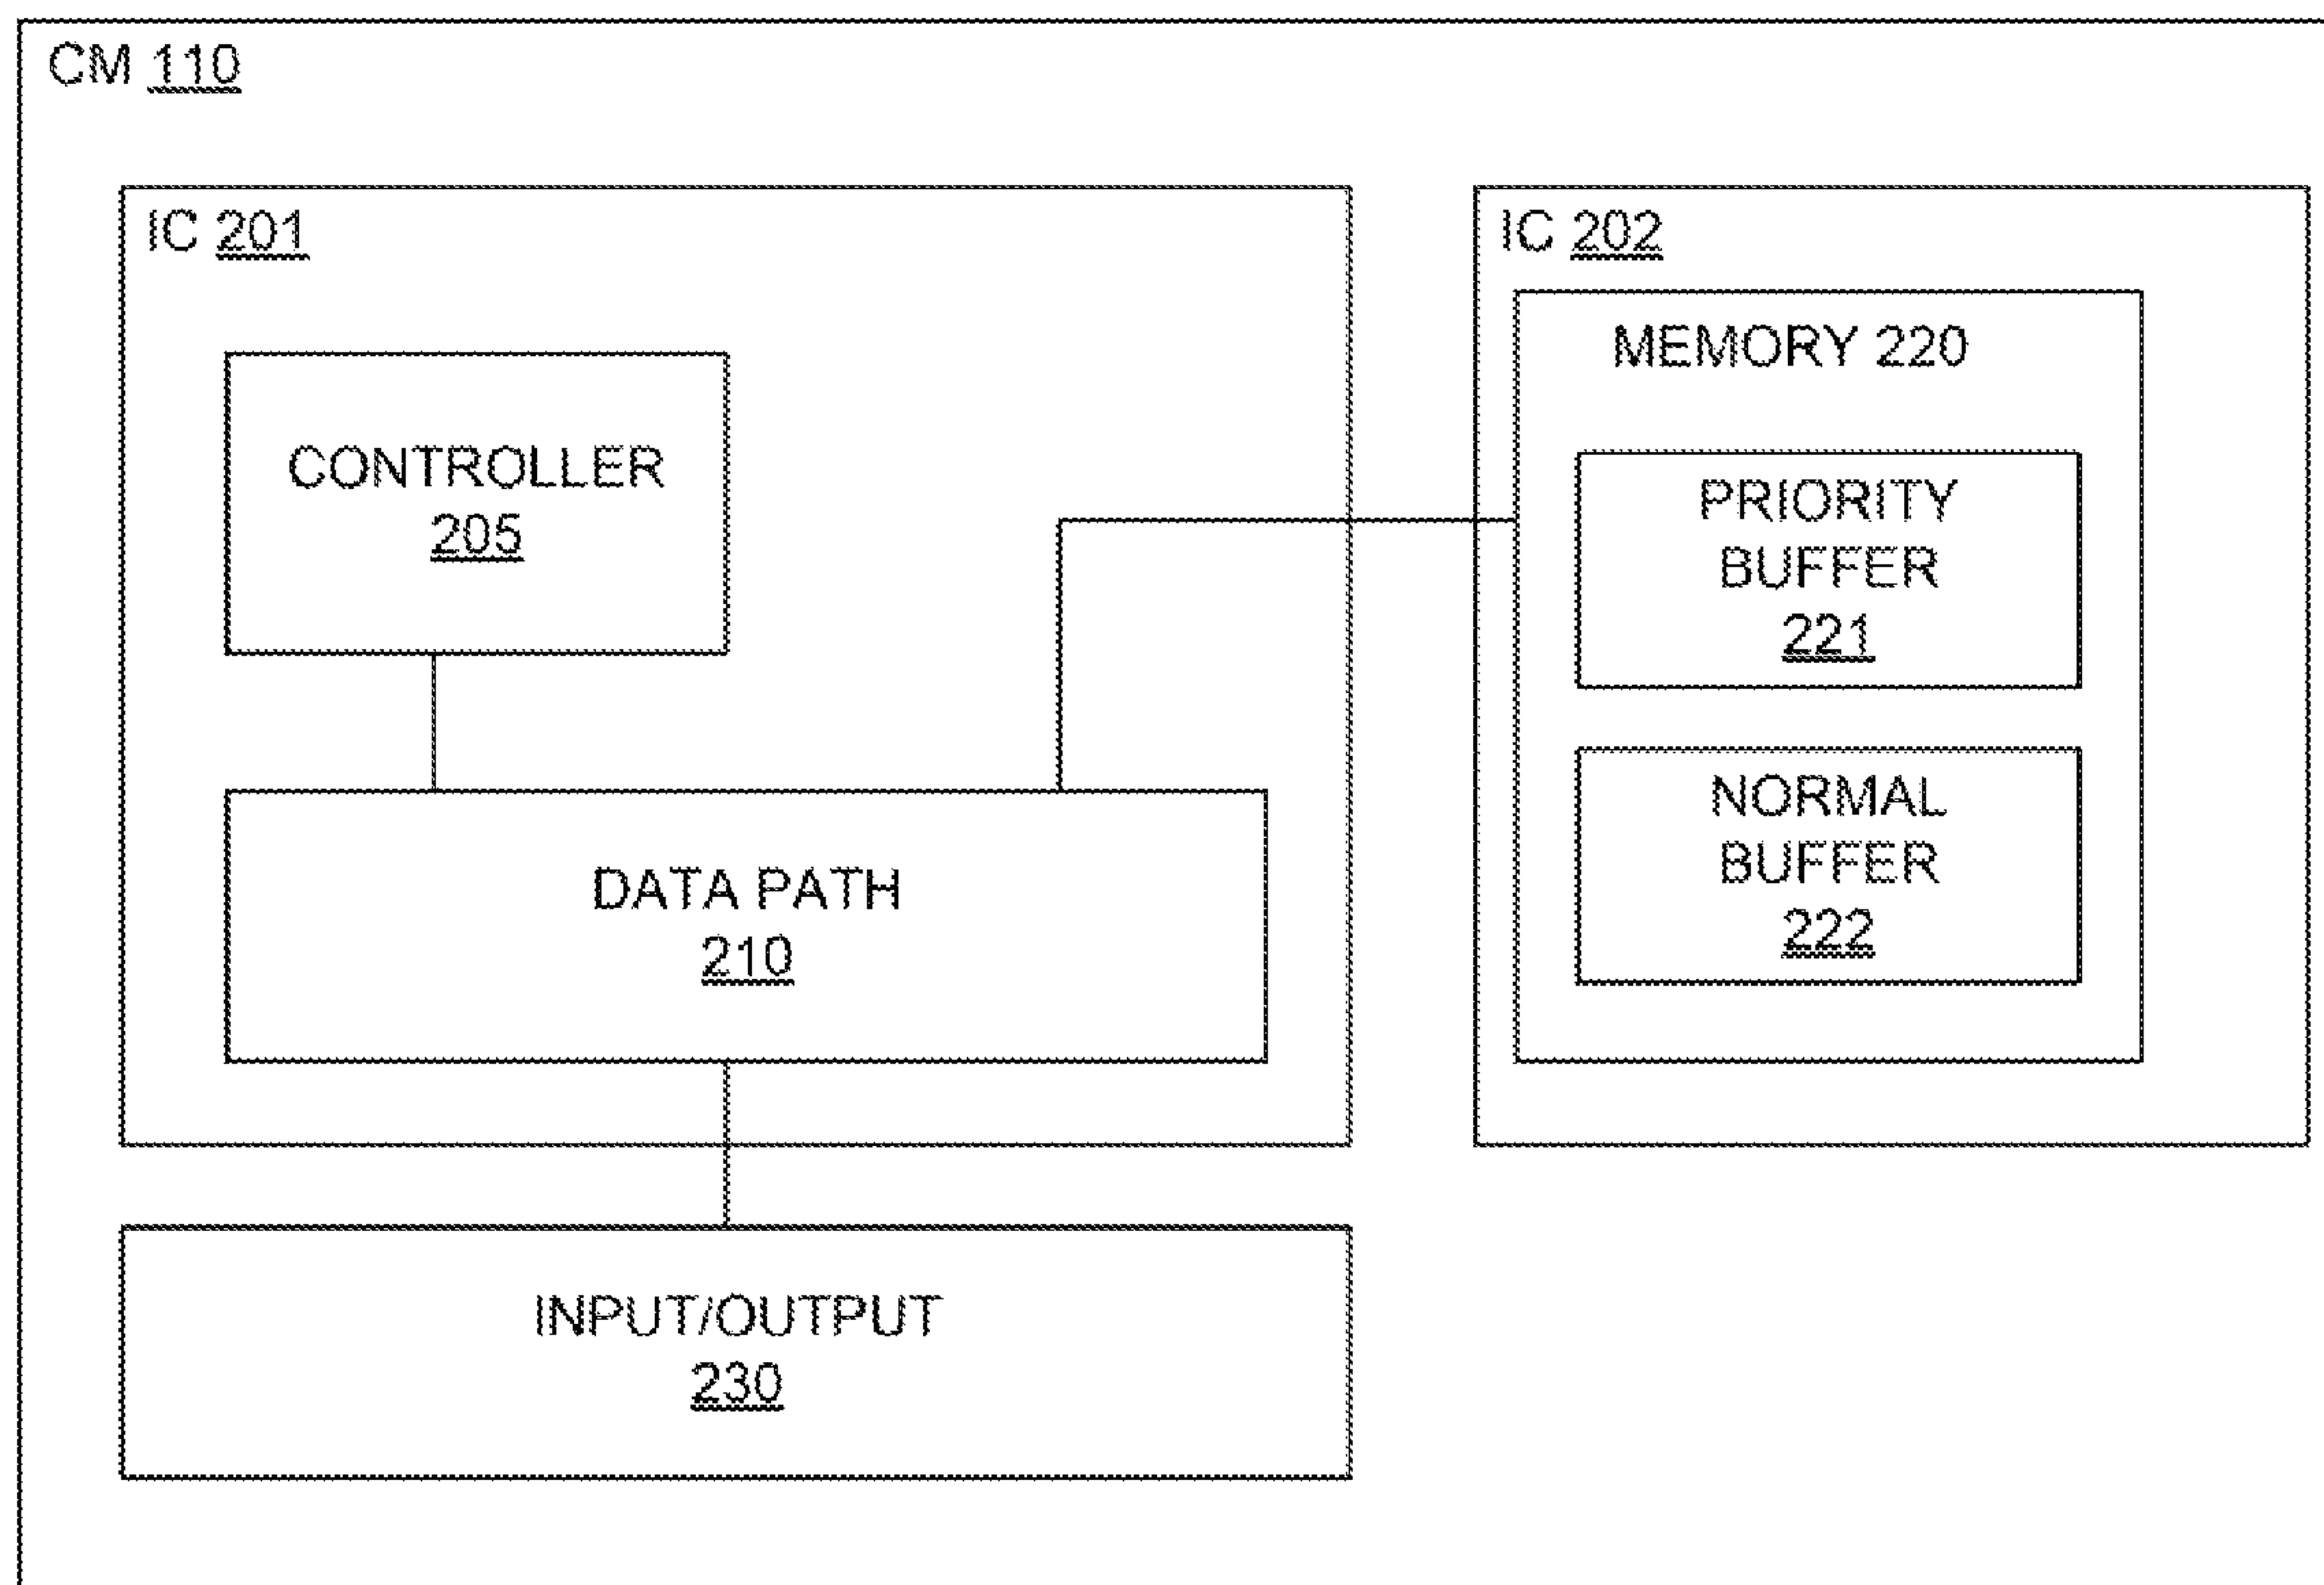 CM 110
IC 201
CONTROLLER
205
DATA PATH
210
IC 202
MEMORY 220
PRIORITY
BUFFER
221
NORMAL
BUFFER
222
INPUT/OUTPUT
230